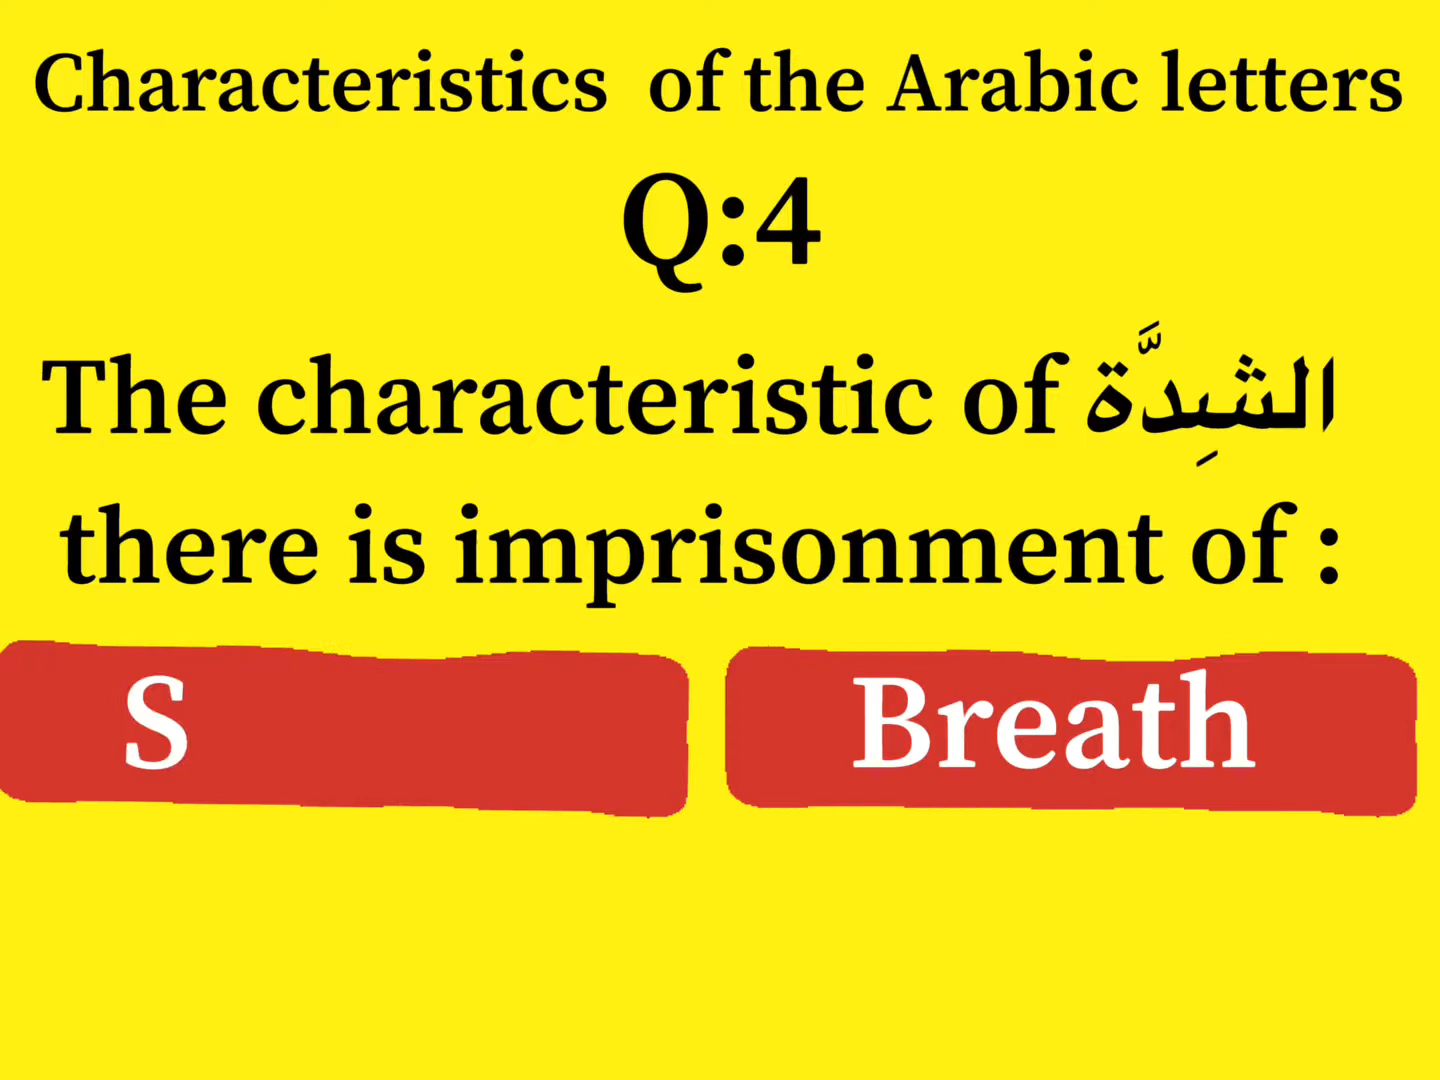 Characteristics of the Arabic letters
Q:4
The characteristic of الشِدَّة
there is imprisonment of :
S
Breath